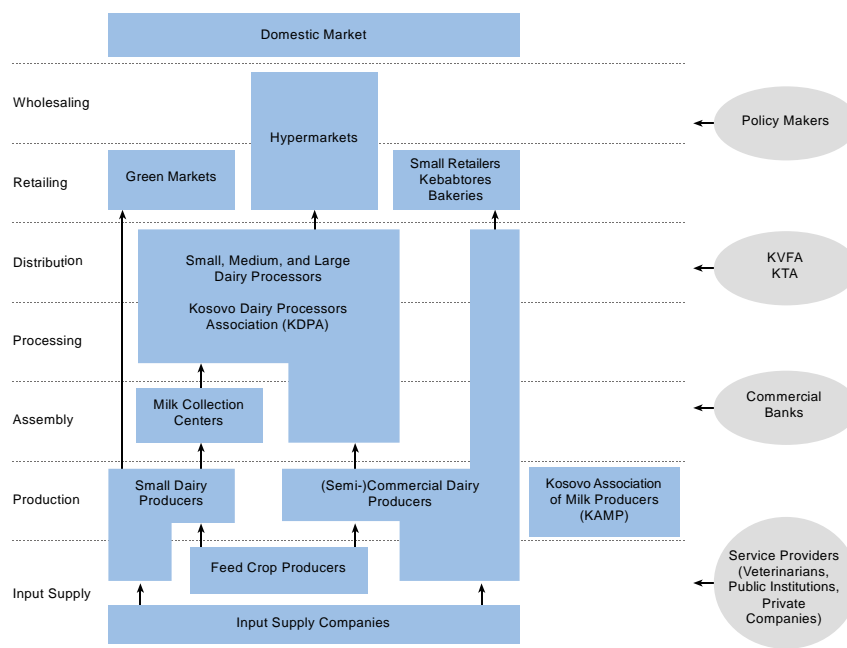 Domestic Market
Wholesaling
Hypermarkets
Policy Makers
Retailing
Green Markets
Small Retailers
Kebabtores
Bakeries
Distribution
Small, Medium, and Large
Dairy Processors
Kosovo Dairy Processors
Association (KDPA)
KVFA
KTA
Processing
Assembly
Milk Collection
Centers
Commercial
Banks
Production
Small Dairy
Producers
(Semi-)Commercial Dairy
Producers
Kosovo Association
of Milk Producers
(KAMP)
Input Supply
Feed Crop Producers
Service Providers
(Veterinarians,
Public Institutions,
Private
Companies)
Input Supply Companies